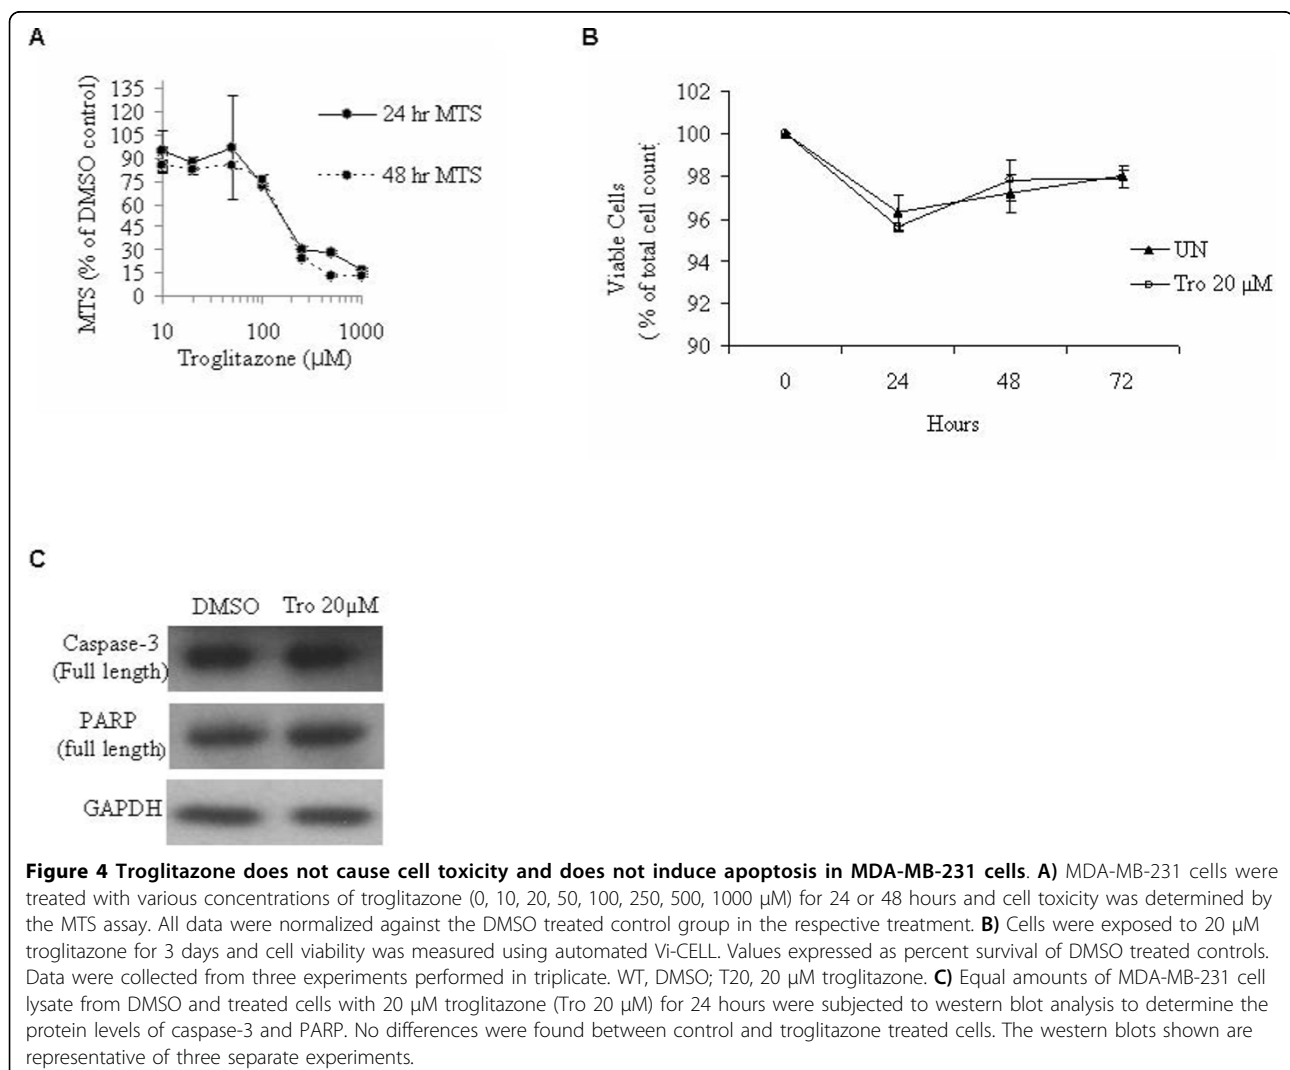 A
MTS (% of DMSO control)
135
120
105
90
75
60
45
30
15
0
10 100 1000
Troglitazone (µM)
24 hr MTS
48 hr MTS
B
Viable Cells
( % of total cell count)
102
100
98
96
94
92
90
0 24 48 72
Hours
UN
Tro 20 µM
C
DMSO Tro 20µM
Caspase-3
(Full length)
PARP
(full length)
GAPDH
Figure 4 Troglitazone does not cause cell toxicity and does not induce apoptosis in MDA-MB-231 cells. A) MDA-MB-231 cells were
treated with various concentrations of troglitazone (0, 10, 20, 50, 100, 250, 500, 1000 µM) for 24 or 48 hours and cell toxicity was determined by
the MTS assay. All data were normalized against the DMSO treated control group in the respective treatment. B) Cells were exposed to 20 µM
troglitazone for 3 days and cell viability was measured using automated Vi-CELL. Values expressed as percent survival of DMSO treated controls.
Data were collected from three experiments performed in triplicate. WT, DMSO; T20, 20 µM troglitazone. C) Equal amounts of MDA-MB-231 cell
lysate from DMSO and treated cells with 20 µM troglitazone (Tro 20 µM) for 24 hours were subjected to western blot analysis to determine the
protein levels of caspase-3 and PARP. No differences were found between control and troglitazone treated cells. The western blots shown are
representative of three separate experiments.